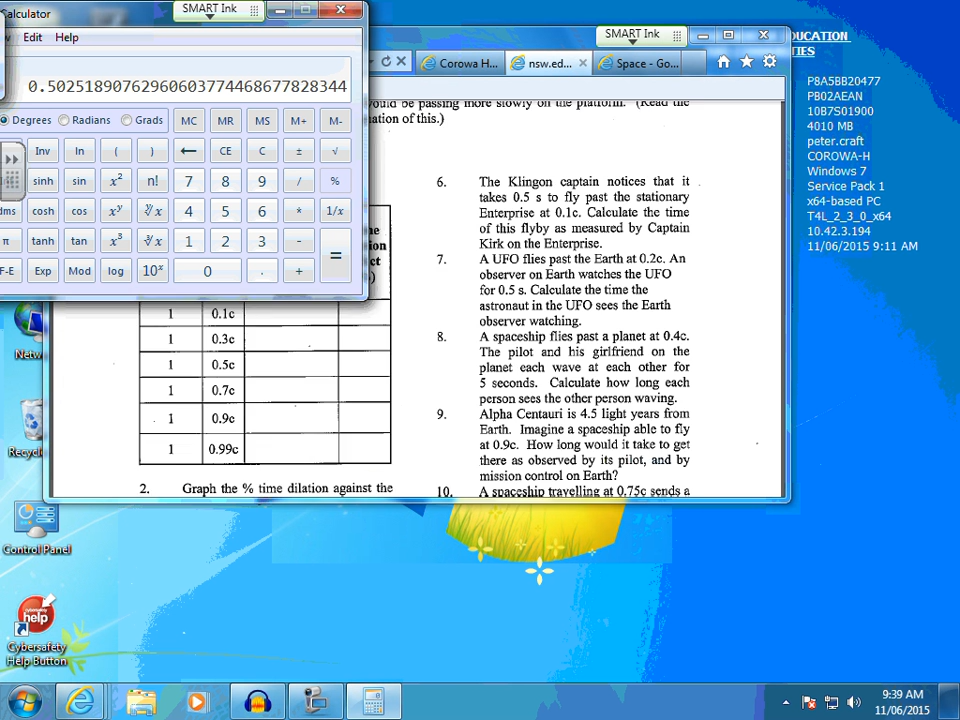 Calculator
SMART Ink
Edit Help
0.50251890762960603774468677828344
Degrees Radians Grads MC MR MS M+ M-
Inv ln ( ) ← CE C ± √
sinh sin x² n! 7 8 9 / %
dms cosh cos xʸ ʸ√x 4 5 6 * 1/x
π tanh tan x³ ³√x 1 2 3 - =
F-E Exp Mod log 10ˣ 0 . +
SMART Ink
Corowa H... nsw.ed... Space - Go...
would be passing more slowly on the platform. (Read the
nation of this.)
1 0.1c
1 0.3c
1 0.5c
1 0.7c
1 0.9c
1 0.99c
2. Graph the % time dilation against the
6. The Klingon captain notices that it
takes 0.5 s to fly past the stationary
Enterprise at 0.1c. Calculate the time
of this flyby as measured by Captain
Kirk on the Enterprise.
7. A UFO flies past the Earth at 0.2c. An
observer on Earth watches the UFO
for 0.5 s. Calculate the time the
astronaut in the UFO sees the Earth
observer watching.
8. A spaceship flies past a planet at 0.4c.
The pilot and his girlfriend on the
planet each wave at each other for
5 seconds. Calculate how long each
person sees the other person waving.
9. Alpha Centauri is 4.5 light years from
Earth. Imagine a spaceship able to fly
at 0.9c. How long would it take to get
there as observed by its pilot, and by
mission control on Earth?
10. A spaceship travelling at 0.75c sends a
DUCATION
TIES
P8A5BB20477
PB02AEAN
10B7S01900
4010 MB
peter.craft
COROWA-H
Windows 7
Service Pack 1
x64-based PC
T4L_2_3_0_x64
10.42.3.194
11/06/2015 9:11 AM
Netw
Recyc
Control Panel
help
Cybersafety
Help Button
9:39 AM
11/06/2015